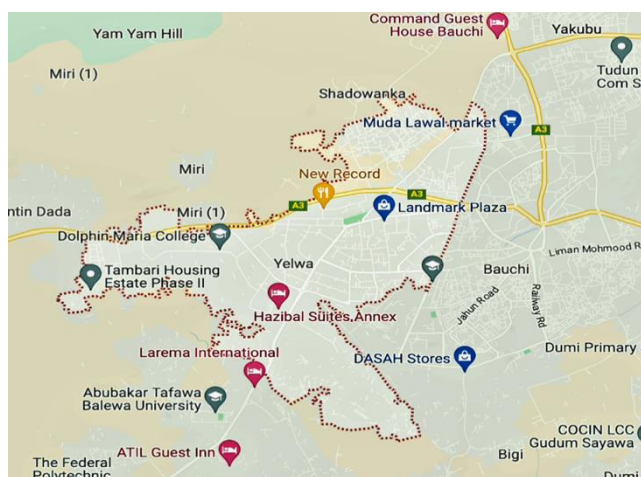 Command Guest
House Bauchi
Yakubu
Yam Yam Hill
Miri (1)
Tudun
Com S
Shadowanka
Muda Lawal market
A3
Miri
New Record
A3
A3
Landmark Plaza
ntin Dada
Miri (1)
Dolphin Maria College
Liman Mohmood R
Yelwa
Bauchi
Tambari Housing
Estate Phase II
Jahun Road
Railway Rd
Hazibal Suites Annex
Larema International
DASAH Stores
Dumi Primary
Abubakar Tafawa
Balewa University
COCIN LCC
Gudum Sayawa
ATIL Guest Inn
Bigi
The Federal
Polytechnic